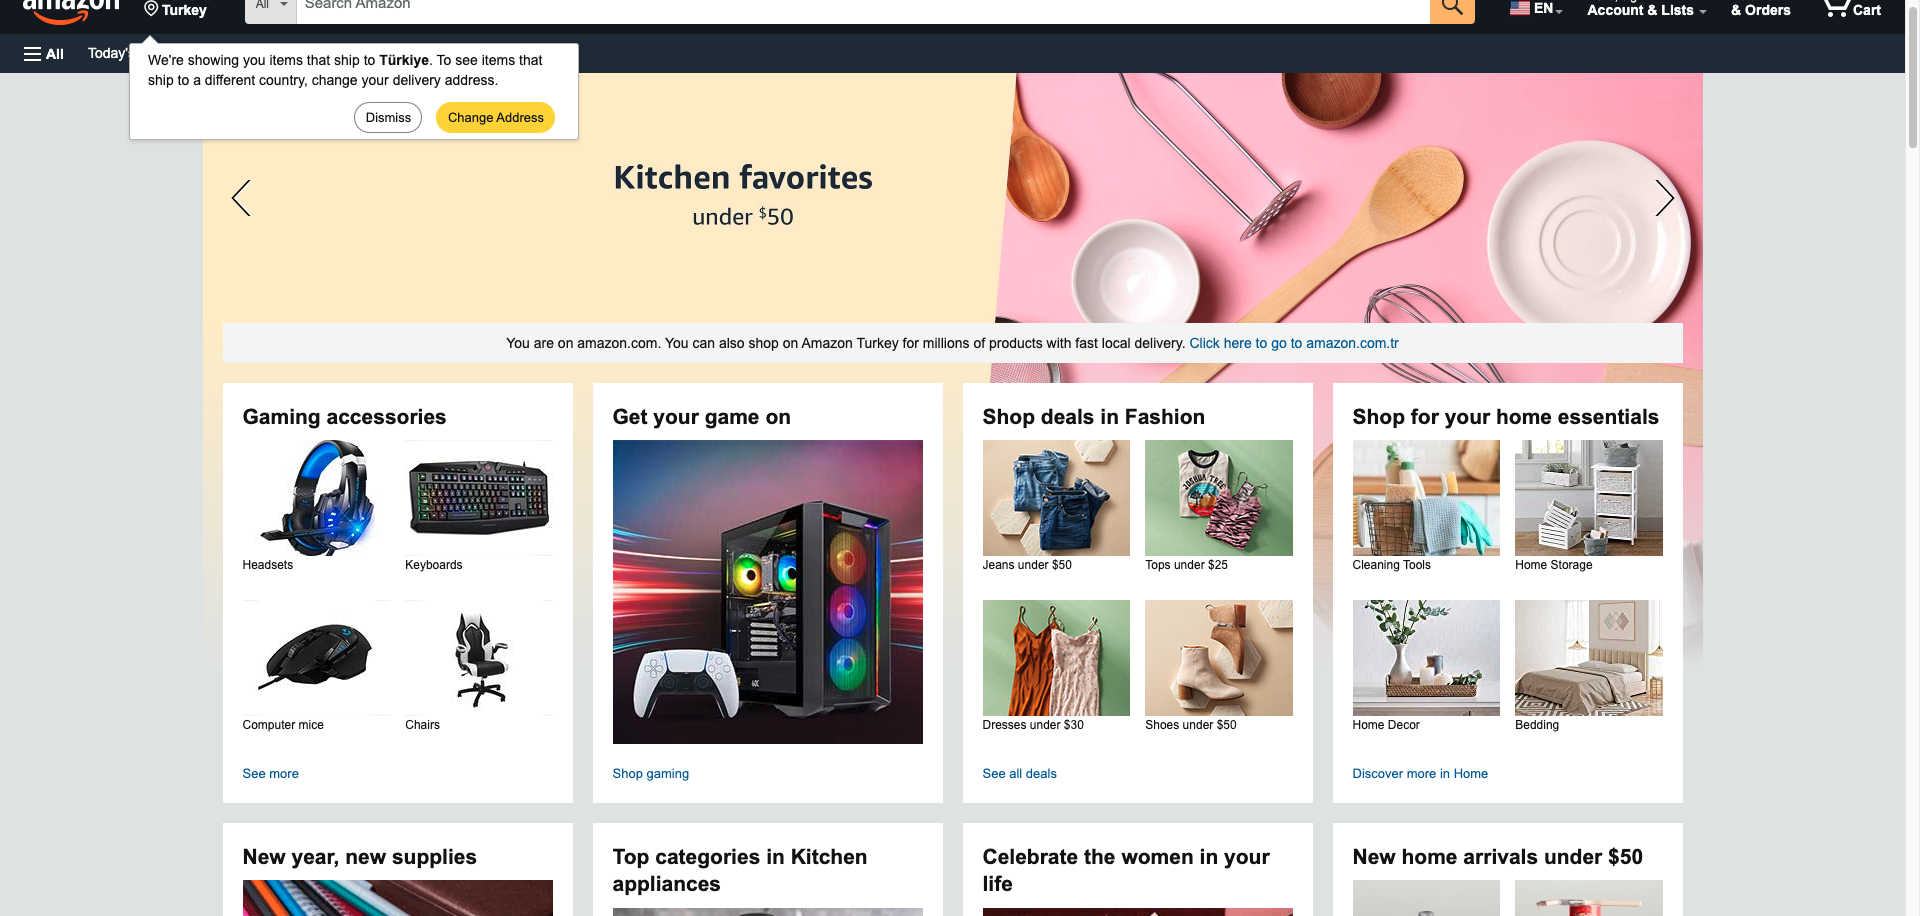 amazon
Turkey
All
Search Amazon
EN
Account & Lists
& Orders
Cart
All
Today's
We're showing you items that ship to Türkiye. To see items that
ship to a different country, change your delivery address.
Dismiss
Change Address
Kitchen favorites
under $50
You are on amazon.com. You can also shop on Amazon Turkey for millions of products with fast local delivery. Click here to go to amazon.com.tr
Gaming accessories
Headsets
Keyboards
Computer mice
Chairs
See more
Get your game on
Shop gaming
Shop deals in Fashion
JOSHUA TREE
Jeans under $50
Tops under $25
Dresses under $30
Shoes under $50
See all deals
Shop for your home essentials
Cleaning Tools
Home Storage
Home Decor
Bedding
Discover more in Home
New year, new supplies
Top categories in Kitchen
appliances
Celebrate the women in your
life
New home arrivals under $50